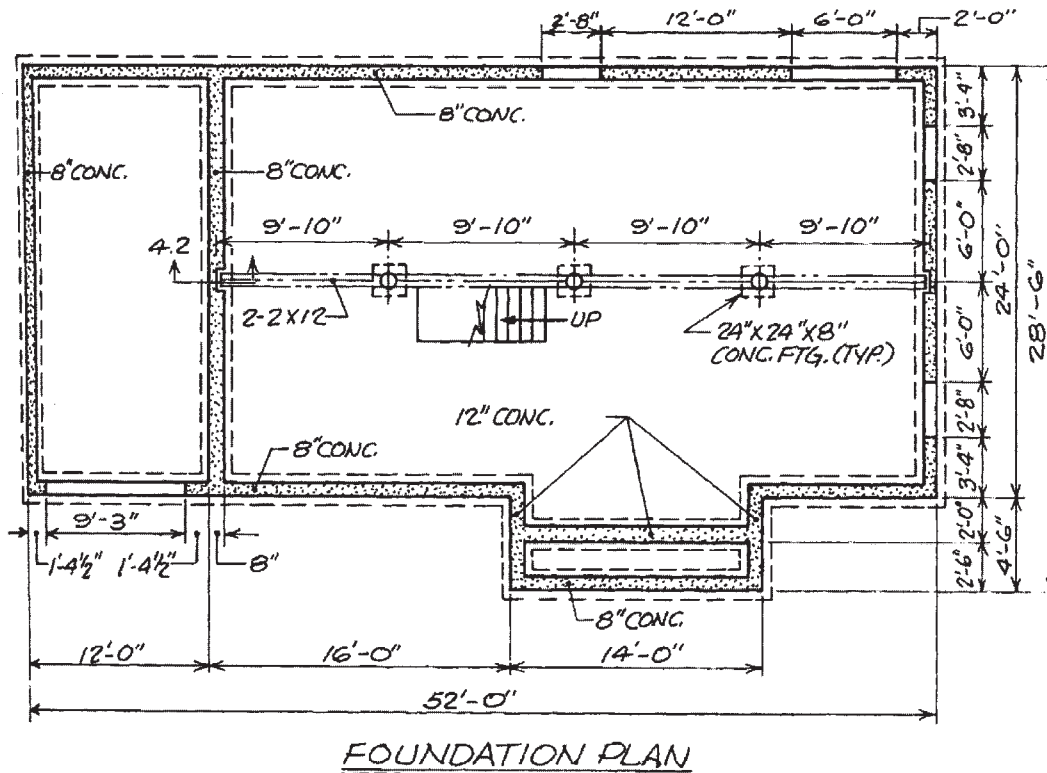 2'-8" 12'-0" 6'-0" 2'-0"
8" CONC.
3'-4"
8" CONC. 8" CONC.
2'-8"
9'-10" 9'-10" 9'-10" 9'-10"
6'-0"
4.2
24'-0"
2-2X12
UP
24" X 24" X 8"
CONC. FTG. (TYP.)
6'-0"
28'-6"
12" CONC.
2'-8"
8" CONC.
3'-4"
9'-3"
2'-0"
4'-6"
1'-4½" 1'-4½" 8"
2'-6"
8" CONC.
12'-0" 16'-0" 14'-0"
52'-0"
FOUNDATION PLAN